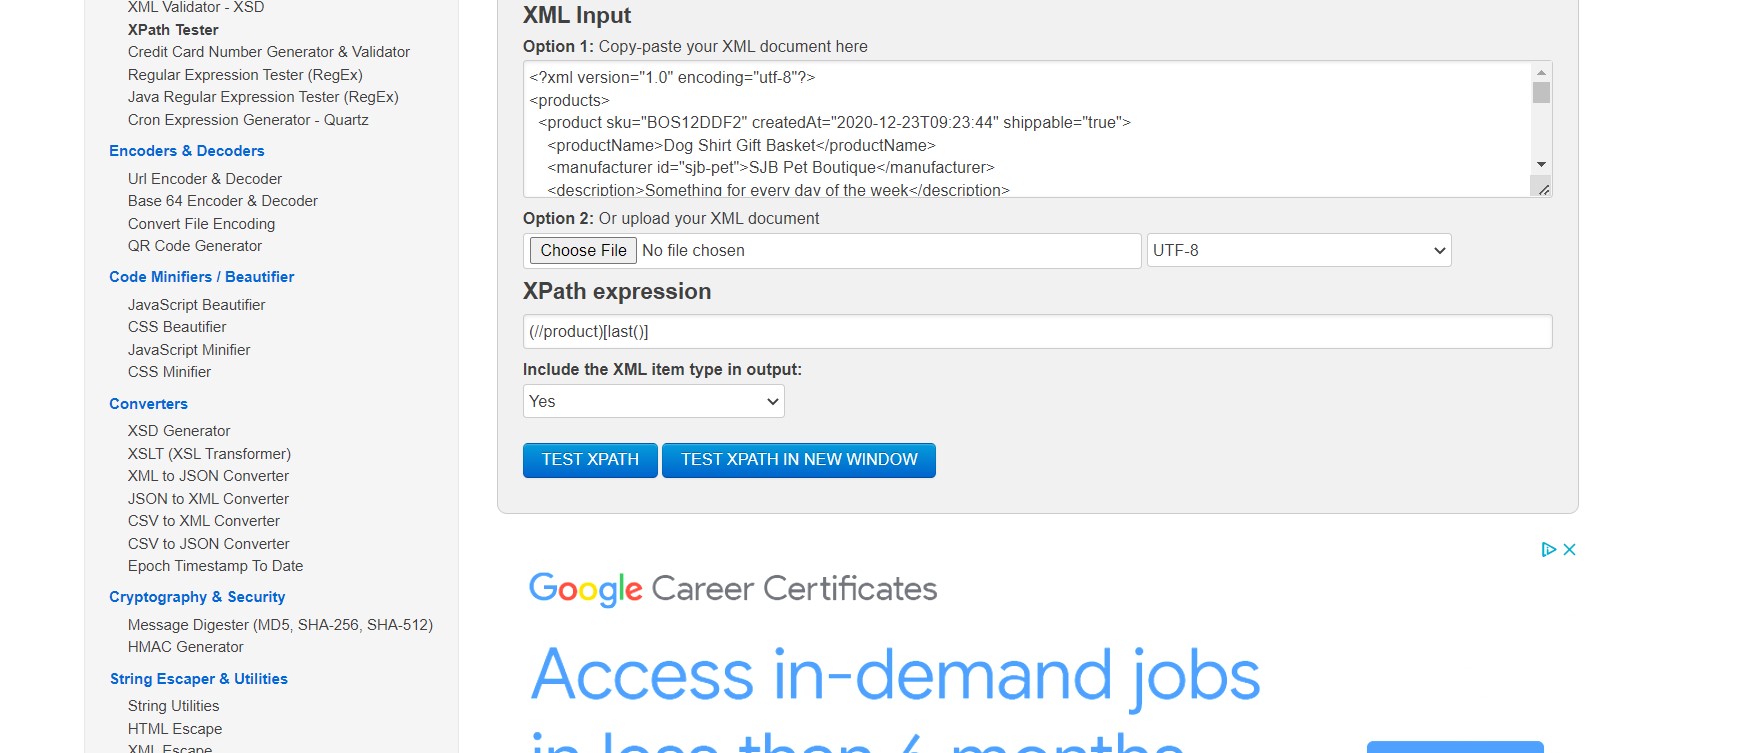 XML Validator - XSD
XPath Tester
Credit Card Number Generator & Validator
Regular Expression Tester (RegEx)
Java Regular Expression Tester (RegEx)
Cron Expression Generator - Quartz
Encoders & Decoders
Url Encoder & Decoder
Base 64 Encoder & Decoder
Convert File Encoding
QR Code Generator
Code Minifiers / Beautifier
JavaScript Beautifier
CSS Beautifier
JavaScript Minifier
CSS Minifier
Converters
XSD Generator
XSLT (XSL Transformer)
XML to JSON Converter
JSON to XML Converter
CSV to XML Converter
CSV to JSON Converter
Epoch Timestamp To Date
Cryptography & Security
Message Digester (MD5, SHA-256, SHA-512)
HMAC Generator
String Escaper & Utilities
String Utilities
HTML Escape
XML Escape
XML Input
Option 1: Copy-paste your XML document here
<?xml version="1.0" encoding="utf-8"?>
<products>
<product sku="BOS12DDF2" createdAt="2020-12-23T09:23:44" shippable="true">
<productName>Dog Shirt Gift Basket</productName>
<manufacturer id="sjb-pet">SJB Pet Boutique</manufacturer>
<description>Something for every day of the week</description>
Option 2: Or upload your XML document
Choose File No file chosen UTF-8
XPath expression
(//product)[last()]
Include the XML item type in output:
Yes
TEST XPATH TEST XPATH IN NEW WINDOW
Google Career Certificates
Access in-demand jobs
in less than 6 months